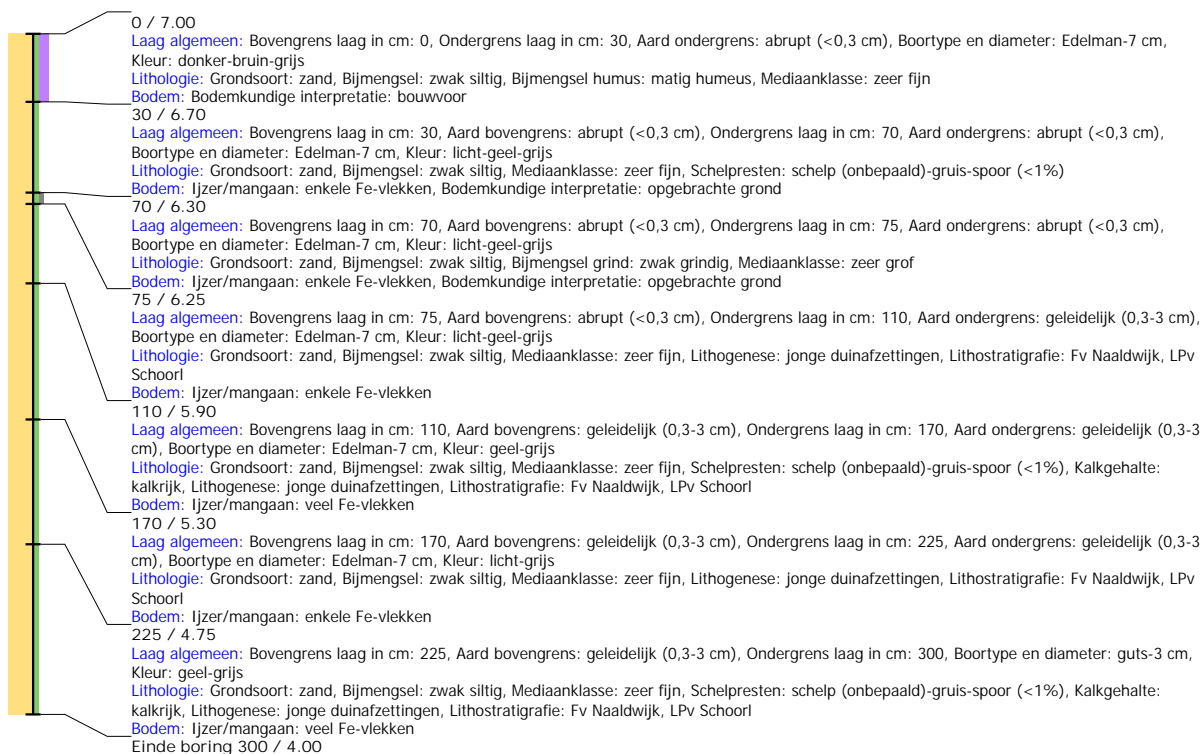 0 / 7.00
Laag algemeen: Bovengrens laag in cm: 0, Ondergrens laag in cm: 30, Aard ondergrens: abrupt (<0,3 cm), Boortype en diameter: Edelman-7 cm,
Kleur: donker-bruin-grijs
Lithologie: Grondsoort: zand, Bijmengsel: zwak siltig, Bijmengsel humus: matig humeus, Mediaanklasse: zeer fijn
Bodem: Bodemkundige interpretatie: bouwvoor
30 / 6.70
Laag algemeen: Bovengrens laag in cm: 30, Aard bovengrens: abrupt (<0,3 cm), Ondergrens laag in cm: 70, Aard ondergrens: abrupt (<0,3 cm),
Boortype en diameter: Edelman-7 cm, Kleur: licht-geel-grijs
Lithologie: Grondsoort: zand, Bijmengsel: zwak siltig, Mediaanklasse: zeer fijn, Schelpresten: schelp (onbepaald)-gruis-spoor (<1%)
Bodem: Ijzer/mangaan: enkele Fe-vlekken, Bodemkundige interpretatie: opgebrachte grond
70 / 6.30
Laag algemeen: Bovengrens laag in cm: 70, Aard bovengrens: abrupt (<0,3 cm), Ondergrens laag in cm: 75, Aard ondergrens: abrupt (<0,3 cm),
Boortype en diameter: Edelman-7 cm, Kleur: licht-geel-grijs
Lithologie: Grondsoort: zand, Bijmengsel: zwak siltig, Bijmengsel grind: zwak grindig, Mediaanklasse: zeer grof
Bodem: Ijzer/mangaan: enkele Fe-vlekken, Bodemkundige interpretatie: opgebrachte grond
75 / 6.25
Laag algemeen: Bovengrens laag in cm: 75, Aard bovengrens: abrupt (<0,3 cm), Ondergrens laag in cm: 110, Aard ondergrens: geleidelijk (0,3-3 cm),
Boortype en diameter: Edelman-7 cm, Kleur: licht-geel-grijs
Lithologie: Grondsoort: zand, Bijmengsel: zwak siltig, Mediaanklasse: zeer fijn, Lithogenese: jonge duinafzettingen, Lithostratigrafie: Fv Naaldwijk, LPv
Schoorl
Bodem: Ijzer/mangaan: enkele Fe-vlekken
110 / 5.90
Laag algemeen: Bovengrens laag in cm: 110, Aard bovengrens: geleidelijk (0,3-3 cm), Ondergrens laag in cm: 170, Aard ondergrens: geleidelijk (0,3-3
cm), Boortype en diameter: Edelman-7 cm, Kleur: geel-grijs
Lithologie: Grondsoort: zand, Bijmengsel: zwak siltig, Mediaanklasse: zeer fijn, Schelpresten: schelp (onbepaald)-gruis-spoor (<1%), Kalkgehalte:
kalkrijk, Lithogenese: jonge duinafzettingen, Lithostratigrafie: Fv Naaldwijk, LPv Schoorl
Bodem: Ijzer/mangaan: veel Fe-vlekken
170 / 5.30
Laag algemeen: Bovengrens laag in cm: 170, Aard bovengrens: geleidelijk (0,3-3 cm), Ondergrens laag in cm: 225, Aard ondergrens: geleidelijk (0,3-3
cm), Boortype en diameter: Edelman-7 cm, Kleur: licht-grijs
Lithologie: Grondsoort: zand, Bijmengsel: zwak siltig, Mediaanklasse: zeer fijn, Lithogenese: jonge duinafzettingen, Lithostratigrafie: Fv Naaldwijk, LPv
Schoorl
Bodem: Ijzer/mangaan: enkele Fe-vlekken
225 / 4.75
Laag algemeen: Bovengrens laag in cm: 225, Aard bovengrens: geleidelijk (0,3-3 cm), Ondergrens laag in cm: 300, Boortype en diameter: guts-3 cm,
Kleur: geel-grijs
Lithologie: Grondsoort: zand, Bijmengsel: zwak siltig, Mediaanklasse: zeer fijn, Schelpresten: schelp (onbepaald)-gruis-spoor (<1%), Kalkgehalte:
kalkrijk, Lithogenese: jonge duinafzettingen, Lithostratigrafie: Fv Naaldwijk, LPv Schoorl
Bodem: Ijzer/mangaan: veel Fe-vlekken
Einde boring 300 / 4.00